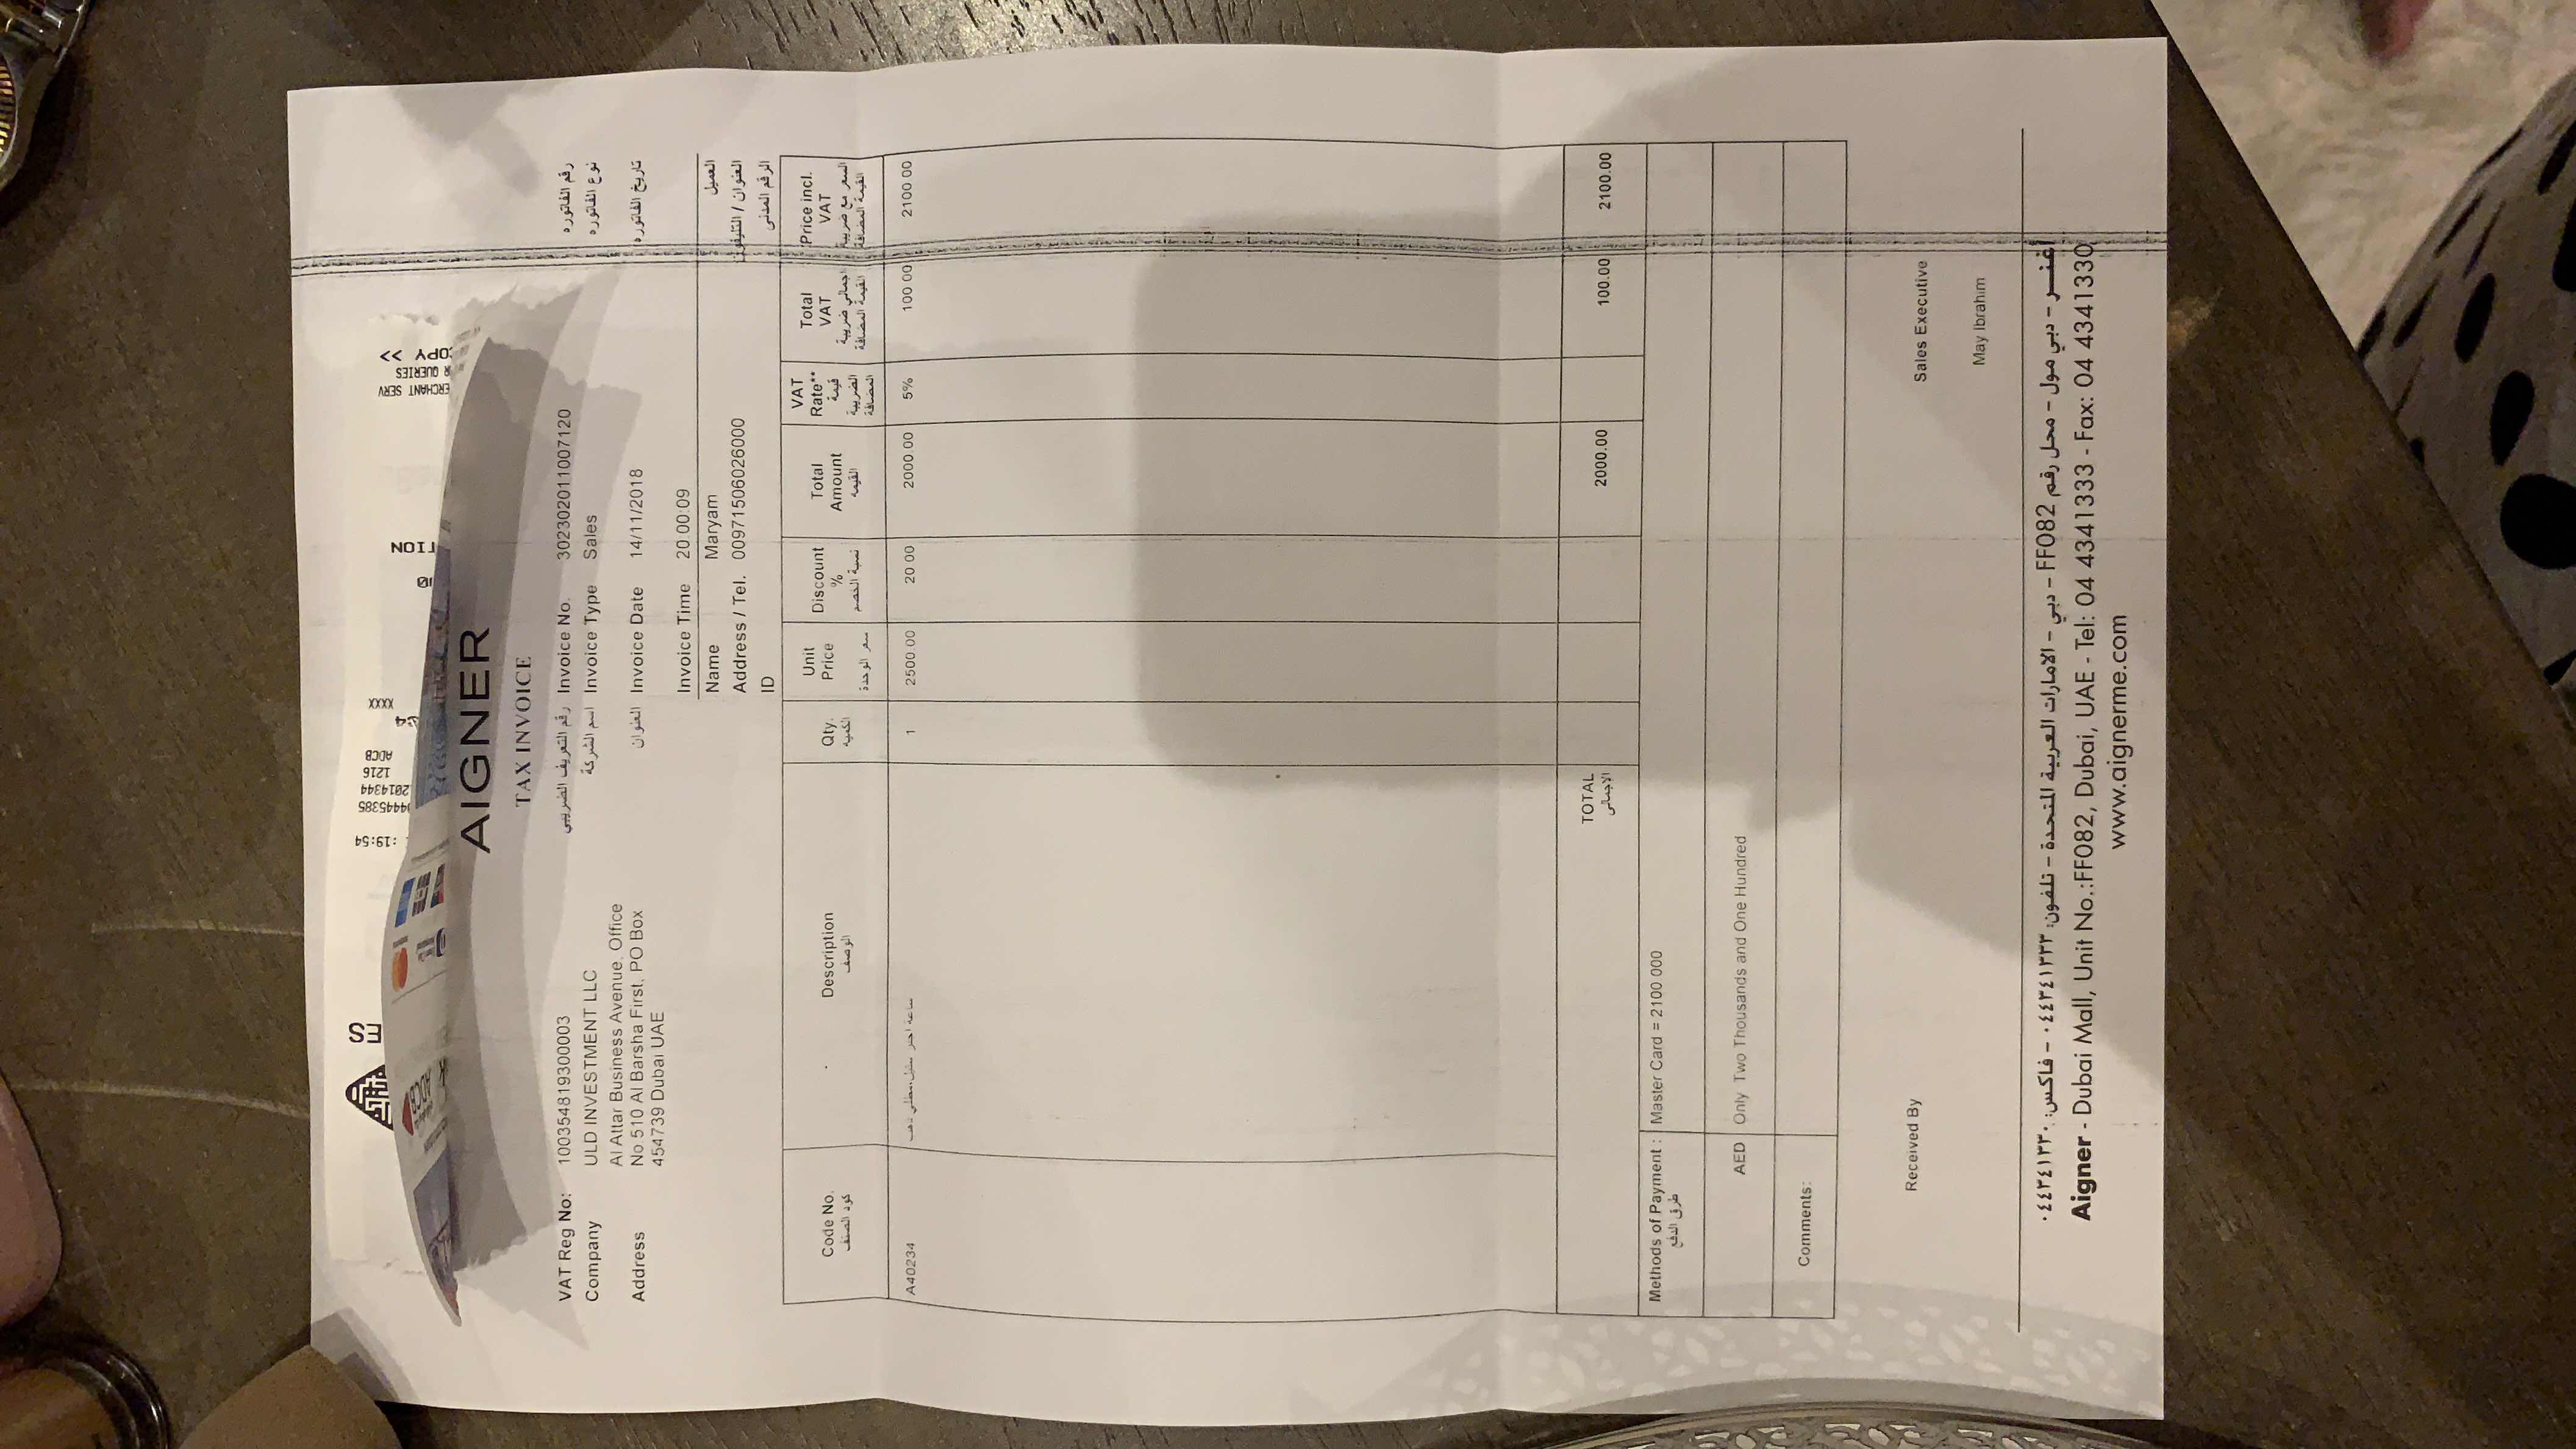 ES
:19:54
4445385
2014344
1216
ADCB
XXXX
TION
ERCHANT SERV
R QUERIES
OPY >>
ADCB
AIGNER
TAX INVOICE
VAT Reg No: 100354819300003 رقم التعريف الضريبي Invoice No. 302302011007120 رقم الفاتوره
Company ULD INVESTMENT LLC اسم الشركة Invoice Type Sales نوع الفاتوره
Al Attar Business Avenue, Office
Address No 510 Al Barsha First, PO Box العنوان Invoice Date 14/11/2018 تاريخ الفاتوره
454739 Dubai UAE
Invoice Time 20:00:09
Name Maryam العميل
Address / Tel. 00971506026000 العنوان / التليفون
ID الرقم المدنى
Code No. Description Qty. Unit Price Discount % Total Amount VAT Rate** Total VAT Price incl. VAT
كود الصنف الوصف الكميه سعر الوحدة نسبة الخصم القيمه قيمة الضريبة المضافة اجمالي ضريبة القيمة المضافة السعر مع ضريبة القيمة المضافة
A40234 ساعة اجنر ستيل،مطلي ذهب 1 2500.00 20.00 2000.00 5% 100.00 2100.00
TOTAL 2000.00 100.00 2100.00
الاجمالى
Methods of Payment : Master Card = 2100.000
طرق الدفع
AED Only Two Thousands and One Hundred
Comments:
Received By Sales Executive
May Ibrahim
أغنر – دبي مول – محل رقم FF082 – دبي – الامارات العربية المتحدة – تلفون: ٠٤٤٣٤١٣٣٣ – فاكس: ٠٤٤٣٤١٣٣٠
Aigner - Dubai Mall, Unit No.:FF082, Dubai, UAE - Tel: 04 4341333 - Fax: 04 4341330
www.aignerme.com